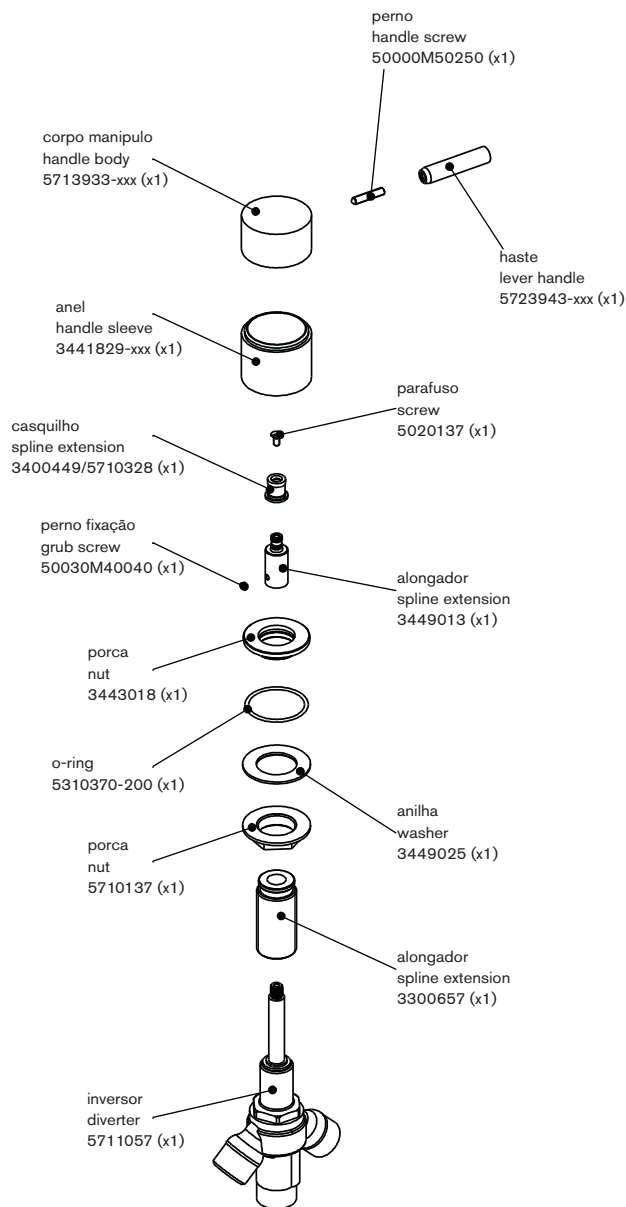 perno
handle screw
50000M50250 (x1)
corpo manipulo
handle body
5713933-xxx (x1)
haste
lever handle
5723943-xxx (x1)
anel
handle sleeve
3441829-xxx (x1)
parafuso
screw
5020137 (x1)
casquilho
spline extension
3400449/5710328 (x1)
perno fixação
grub screw
50030M40040 (x1)
alongador
spline extension
3449013 (x1)
porca
nut
3443018 (x1)
o-ring
5310370-200 (x1)
anilha
washer
3449025 (x1)
porca
nut
5710137 (x1)
alongador
spline extension
3300657 (x1)
inversor
diverter
5711057 (x1)